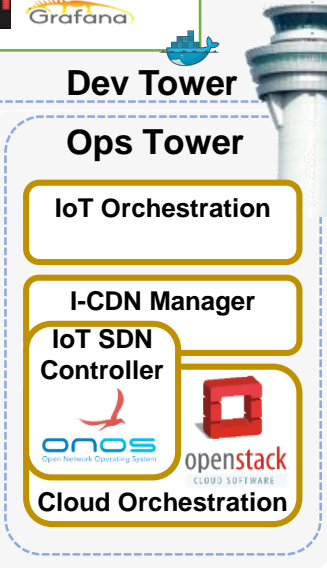 Grafana
Dev Tower
Ops Tower
IoT Orchestration
I-CDN Manager
IoT SDN
Controller
onos
Open Network Operating System
openstack
CLOUD SOFTWARE
Cloud Orchestration